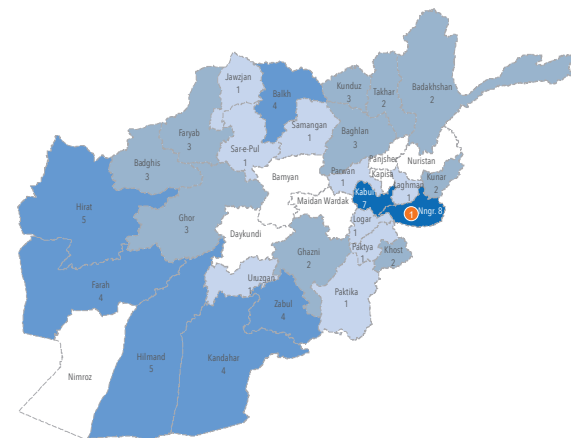 Jawzjan
1
Balkh
4
Kunduz
3
Takhar
2
Badakhshan
2
Faryab
3
Sar-e-Pul
1
Samangan
1
Baghlan
3
Badghis
3
Panjsher
Nuristan
Parwan
1
Kapisa
Laghman
1
Kunar
2
Bamyan
Kabul
7
Maidan Wardak
Nngr. 8
1
Hirat
5
Ghor
3
Daykundi
Logar
1
Ghazni
2
Paktya
1
Khost
2
Farah
4
Uruzgan
1
Zabul
4
Paktika
1
Nimroz
Hilmand
5
Kandahar
4